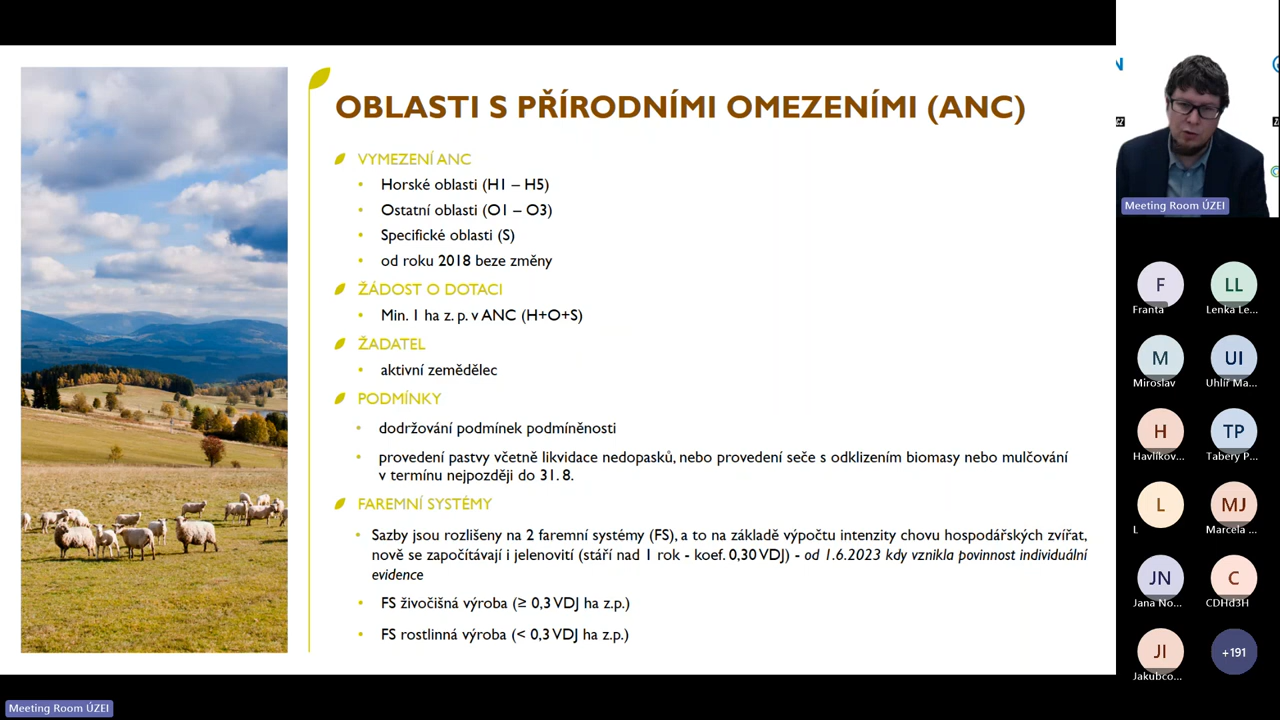 OBLASTI S PŘÍRODNÍMI OMEZENÍMI (ANC)
VYMEZENÍ ANC
Horské oblasti (H1 – H5)
Ostatní oblasti (O1 – O3)
Specifické oblasti (S)
od roku 2018 beze změny
ŽÁDOST O DOTACI
Min. 1 ha z. p. v ANC (H+O+S)
ŽADATEL
aktivní zemědělec
PODMÍNKY
dodržování podmínek podmíněnosti
provedení pastvy včetně likvidace nedopasků, nebo provedení seče s odklizením biomasy nebo mulčování
v termínu nejpozději do 31. 8.
FAREMNÍ SYSTÉMY
Sazby jsou rozlišeny na 2 faremní systémy (FS), a to na základě výpočtu intenzity chovu hospodářských zvířat,
nově se započítávají i jelenovití (stáří nad 1 rok - koef. 0,30 VDJ) - od 1.6.2023 kdy vznikla povinnost individuální
evidence
FS živočišná výroba (≥ 0,3 VDJ ha z.p.)
FS rostlinná výroba (< 0,3 VDJ ha z.p.)
Meeting Room ÚZEI
F
LL
Franta
Lenka Le...
M
UI
Miroslav
Uhlíř Ma...
H
TP
Havlíkov...
Tabery P...
L
MJ
L
Marcela ...
JN
C
Jana No...
CDHd3H
JI
+191
Jakubco...
Meeting Room ÚZEI